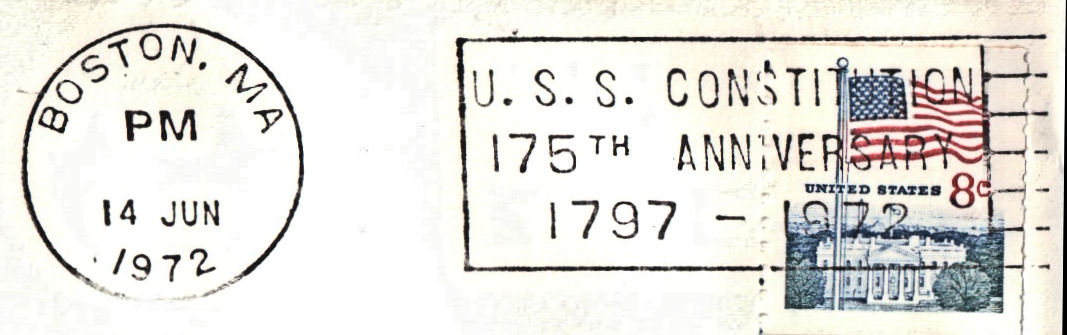 BOSTON, MA
PM
14 JUN
1972
U.S.S. CONSTITUTION
175TH ANNIVERSARY
1797 - 1972
UNITED STATES 8c